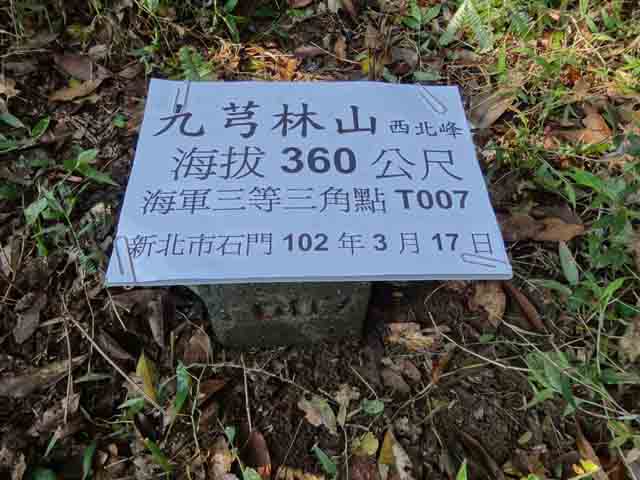 九芎林山 西北峰
海拔 360 公尺
海軍三等三角點 T007
新北市石門 102 年 3 月 17 日